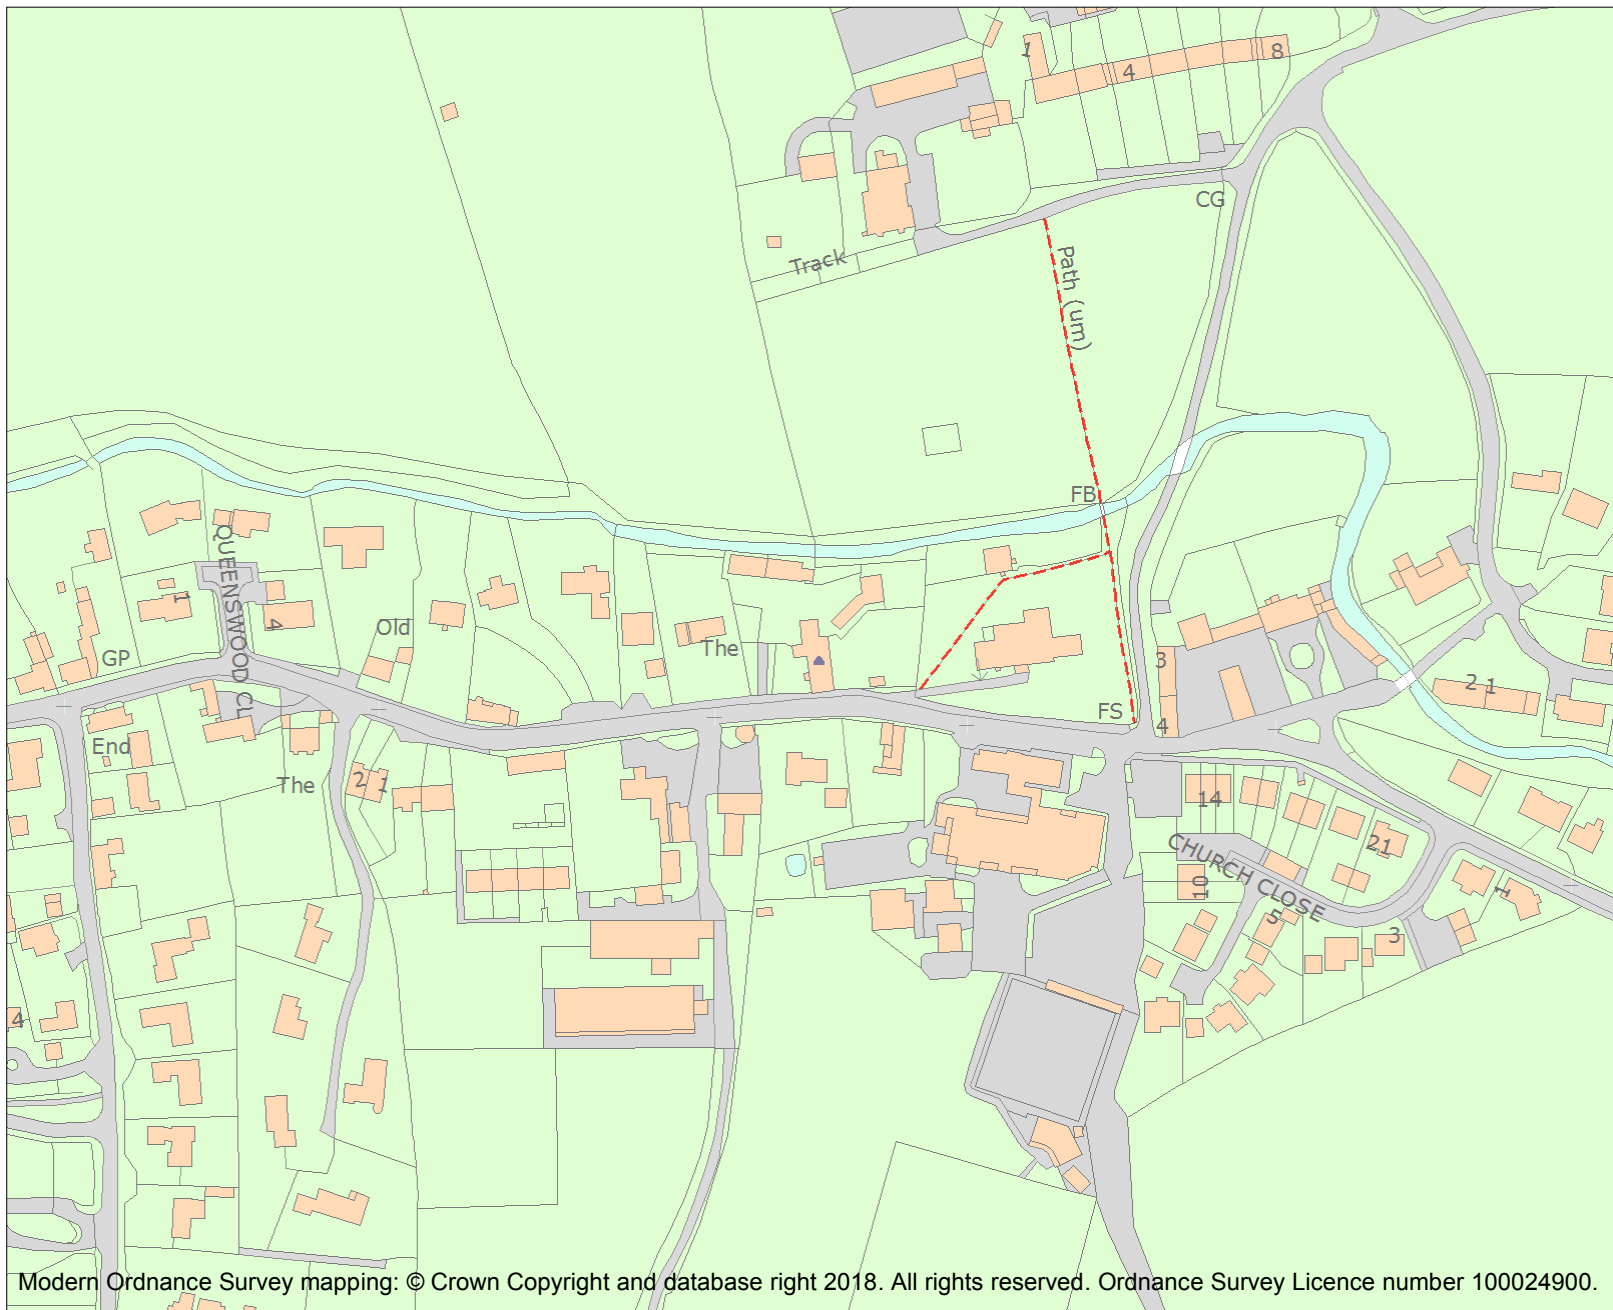 1
4
8
CG
Track
Path (um)
FB
QUEENSWOOD CL
1
4
Old
GP
The
3
FS
4
2 1
End
The
2 1
14
21
CHURCH CLOSE
10
1
5
3
4
Modern Ordnance Survey mapping: © Crown Copyright and database right 2018. All rights reserved. Ordnance Survey Licence number 100024900.